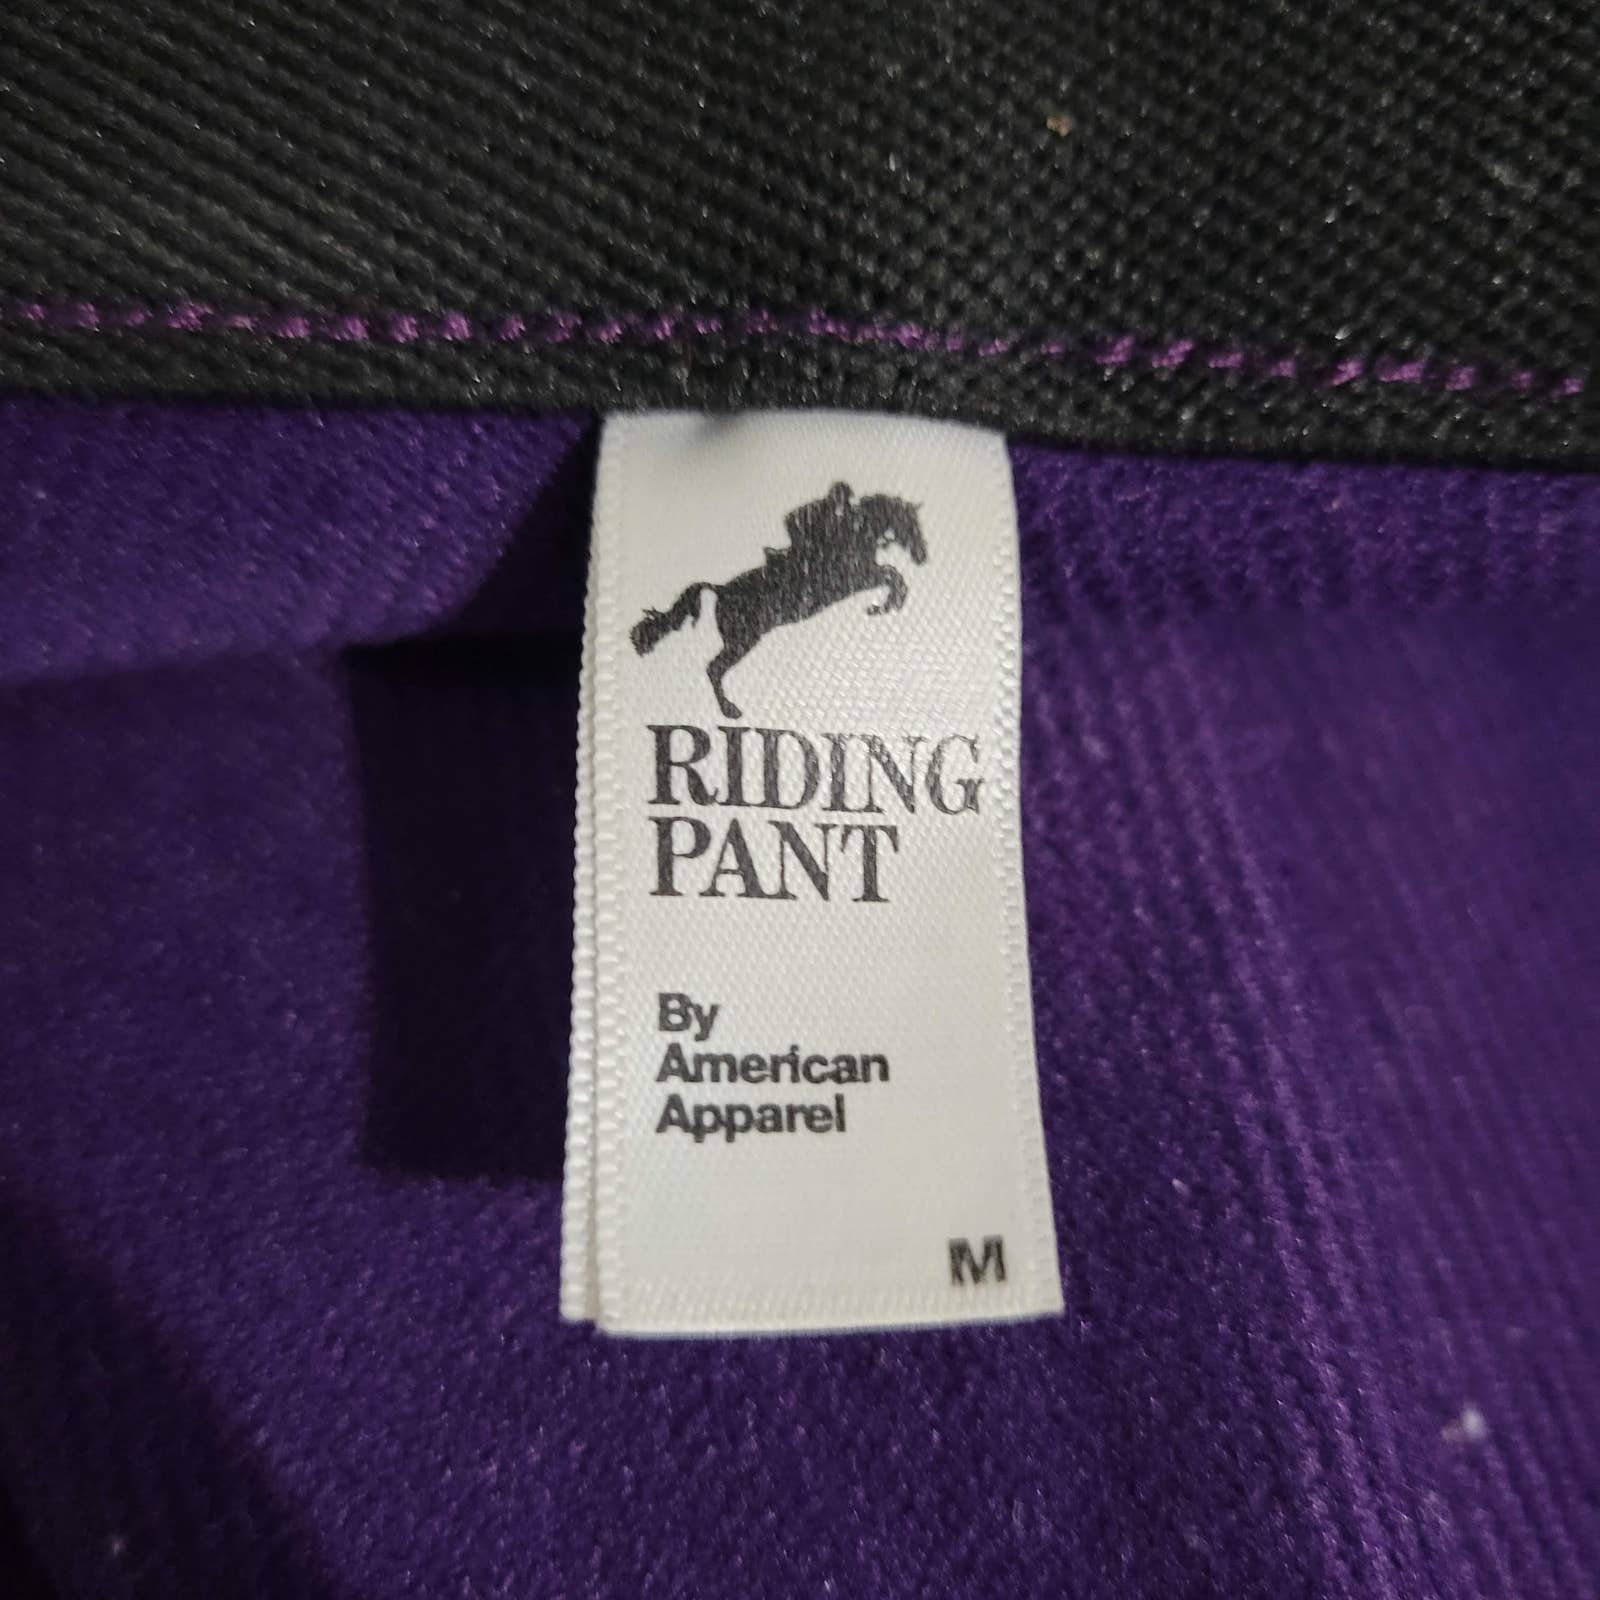 RIDING
PANT
By
American
Apparel
M